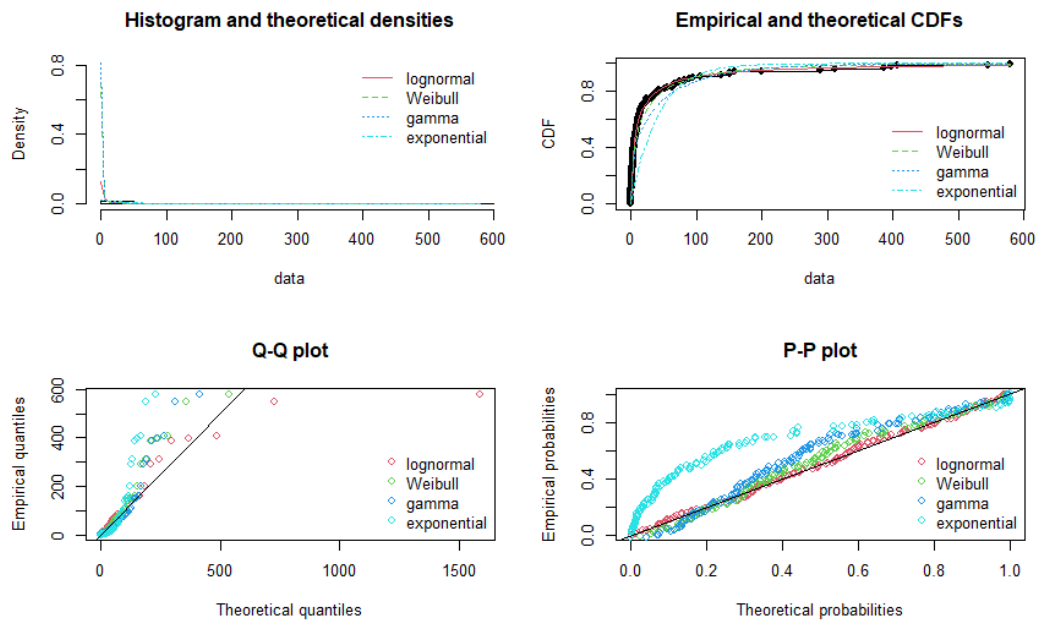 Histogram and theoretical densities
Density
0.0 0.4 0.8
lognormal
Weibull
gamma
exponential
0 100 200 300 400 500 600
data
Empirical and theoretical CDFs
CDF
0.0 0.4 0.8
lognormal
Weibull
gamma
exponential
0 100 200 300 400 500 600
data
Q-Q plot
Empirical quantiles
0 200 400 600
lognormal
Weibull
gamma
exponential
0 500 1000 1500
Theoretical quantiles
P-P plot
Empirical probabilities
0.0 0.4 0.8
lognormal
Weibull
gamma
exponential
0.0 0.2 0.4 0.6 0.8 1.0
Theoretical probabilities